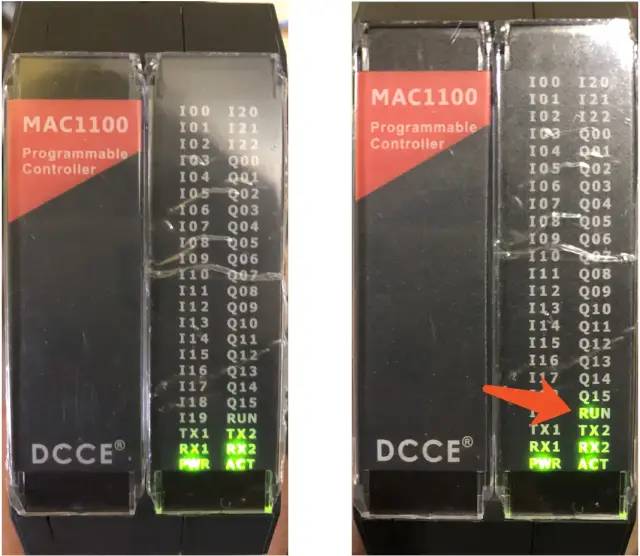 MAC1100
Programmable
Controller
I00 I20
I01 I21
I02 I22
I03 Q00
I04 Q01
I05 Q02
I06 Q03
I07 Q04
I08 Q05
I09 Q06
I10 Q07
I11 Q08
I12 Q09
I13 Q10
I14 Q11
I15 Q12
I16 Q13
I17 Q14
I18 Q15
I19 RUN
TX1 TX2
RX1 RX2
PWR ACT
DCCE®
MAC1100
Programmable
Controller
I00 I20
I01 I21
I02 I22
I03 Q00
I04 Q01
I05 Q02
I06 Q03
I07 Q04
I08 Q05
I09 Q06
I10 Q07
I11 Q08
I12 Q09
I13 Q10
I14 Q11
I15 Q12
I16 Q13
I17 Q14
Q15
RUN
TX1 TX2
RX1 RX2
PWR ACT
DCCE®